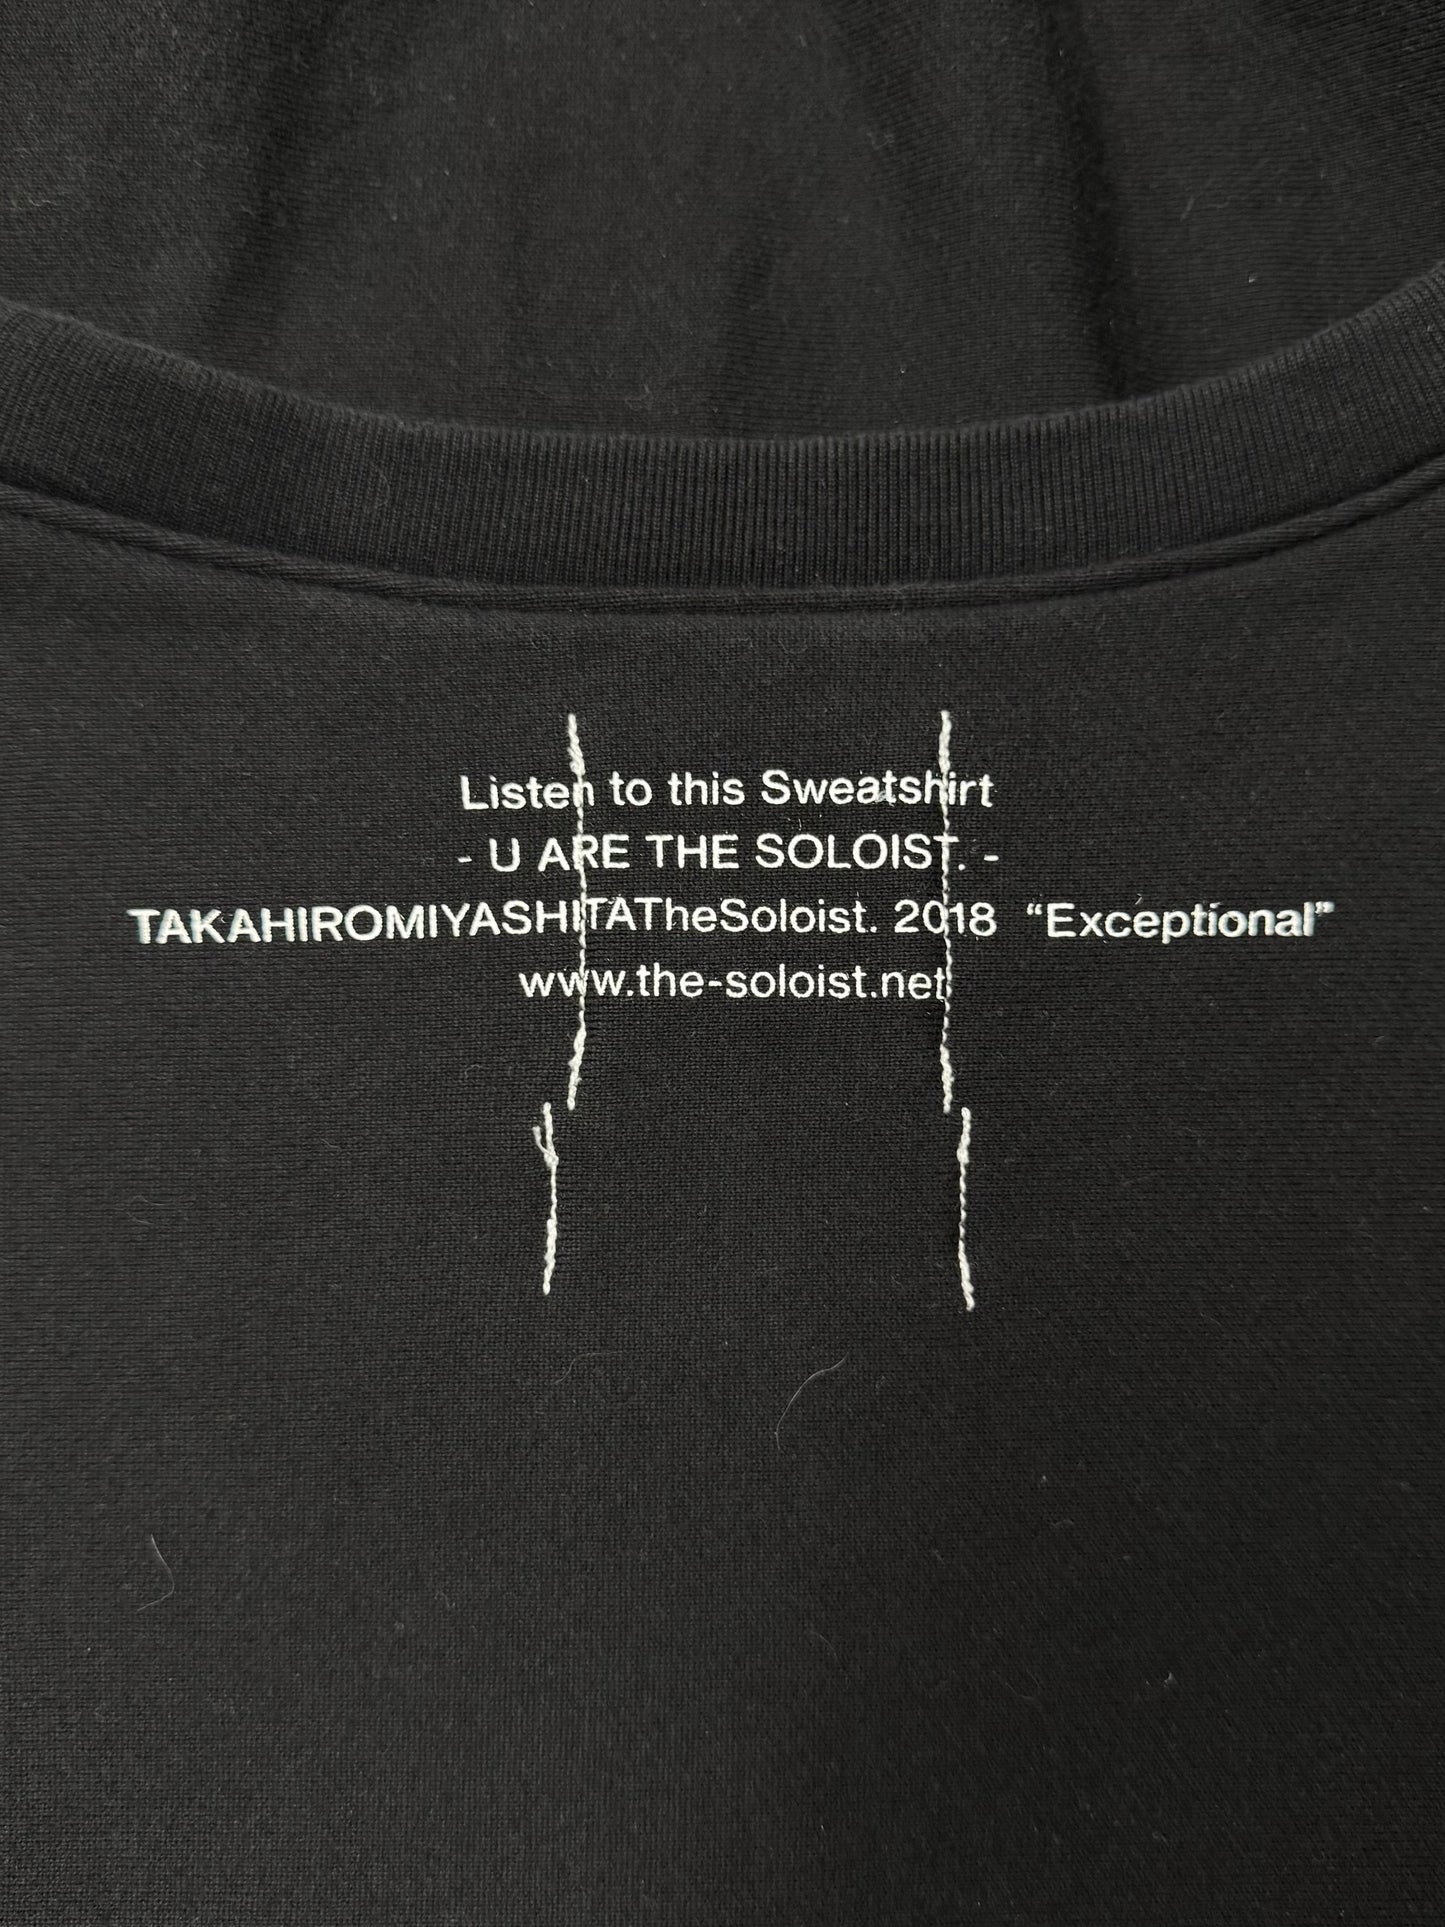 Listen to this Sweatshirt
- U ARE THE SOLOIST. -
TAKAHIROMIYASHITATheSoloist. 2018 “Exceptional”
www.the-soloist.net